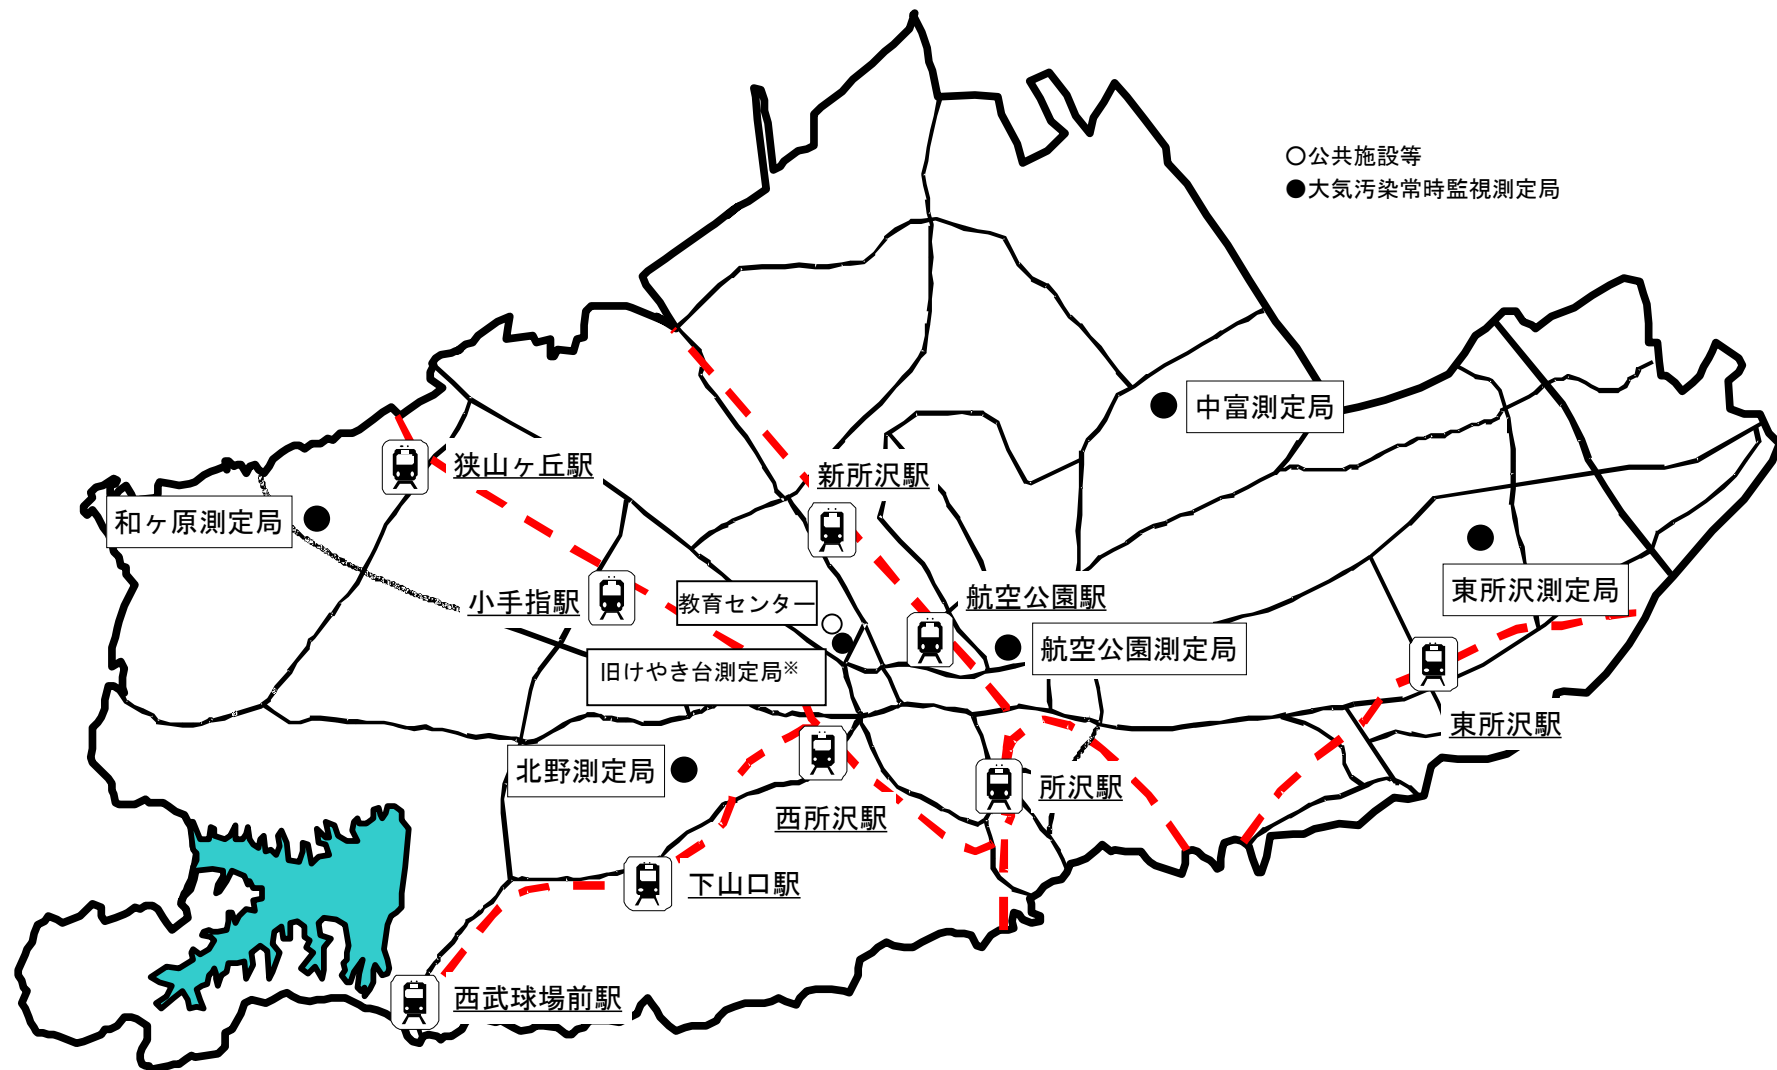 ○公共施設等
●大気汚染常時監視測定局
中富測定局
狭山ヶ丘駅
新所沢駅
和ヶ原測定局
東所沢測定局
小手指駅
教育センター
航空公園駅
航空公園測定局
旧けやき台測定局※
東所沢駅
北野測定局
所沢駅
西所沢駅
下山口駅
西武球場前駅